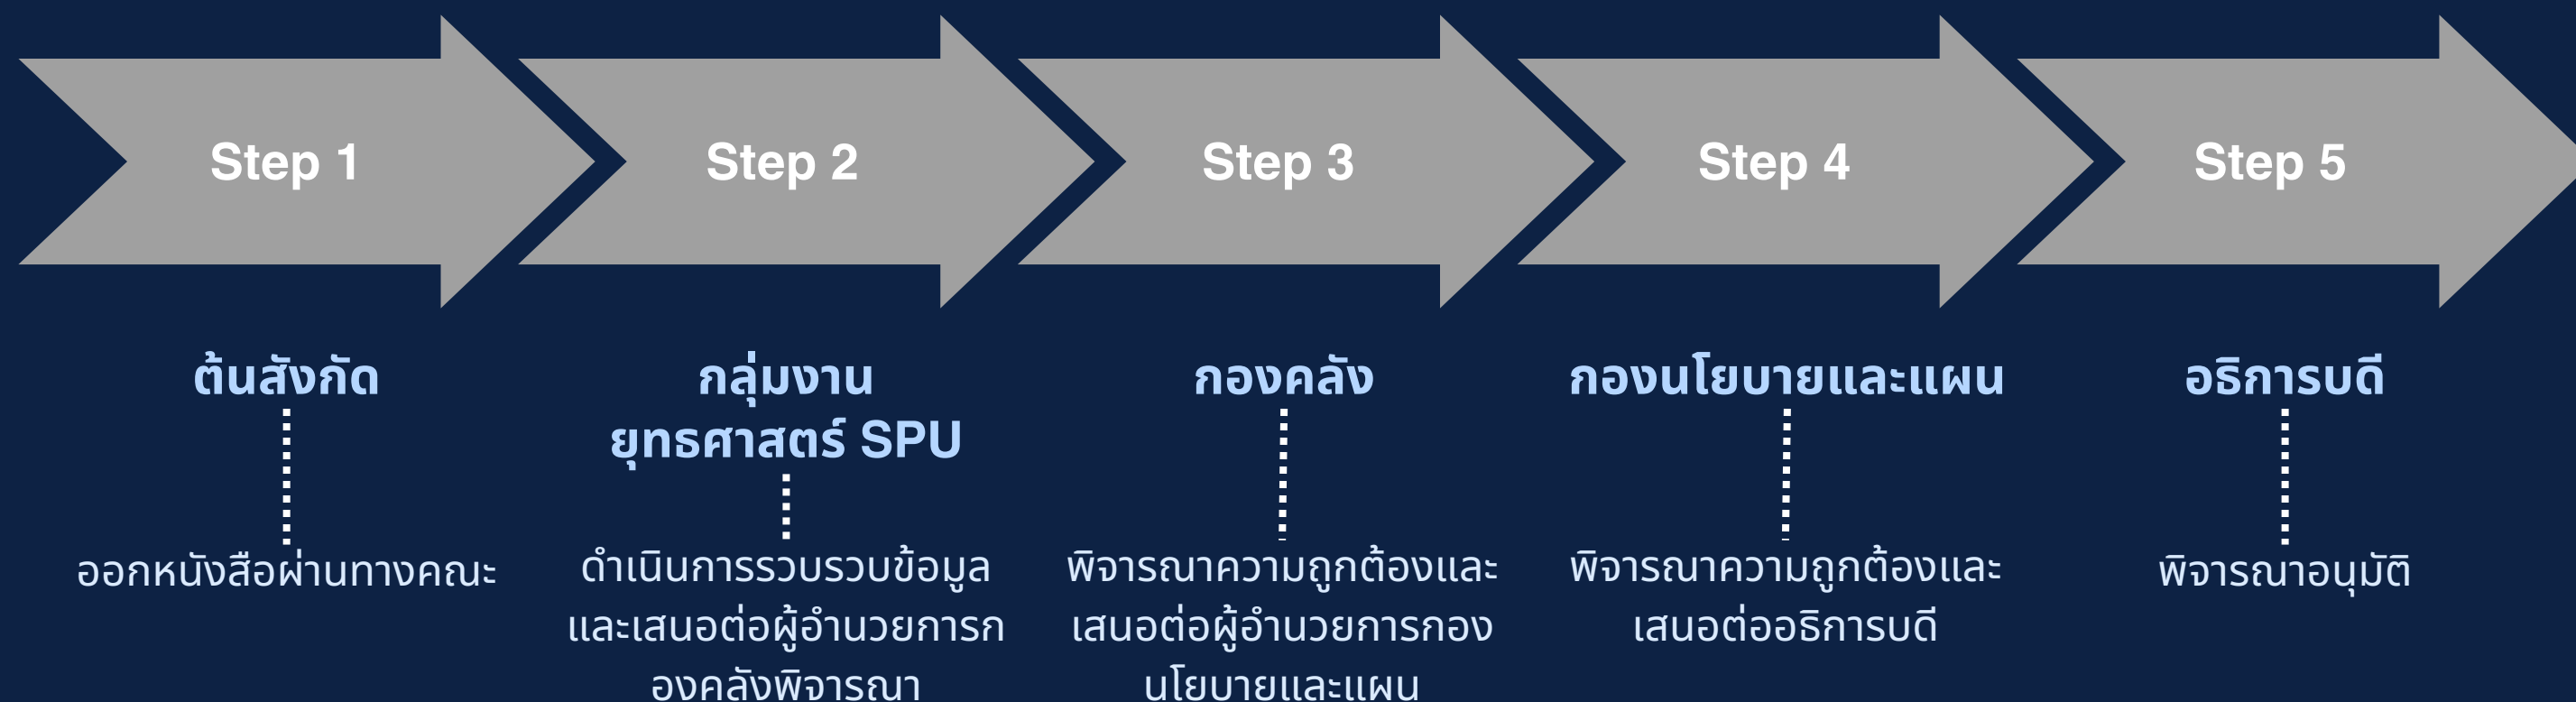 Step 1
Step 2
Step 3
Step 4
Step 5
ต้นสังกัด
ออกหนังสือผ่านทางคณะ
กลุ่มงาน
ยุทธศาสตร์ SPU
ดำเนินการรวบรวบข้อมูล
และเสนอต่อผู้อำนวยการก
องคลังพิจารณา
กองคลัง
พิจารณาความถูกต้องและ
เสนอต่อผู้อำนวยการกอง
นโยบายและแผน
กองนโยบายและแผน
พิจารณาความถูกต้องและ
เสนอต่ออธิการบดี
อธิการบดี
พิจารณาอนุมัติ